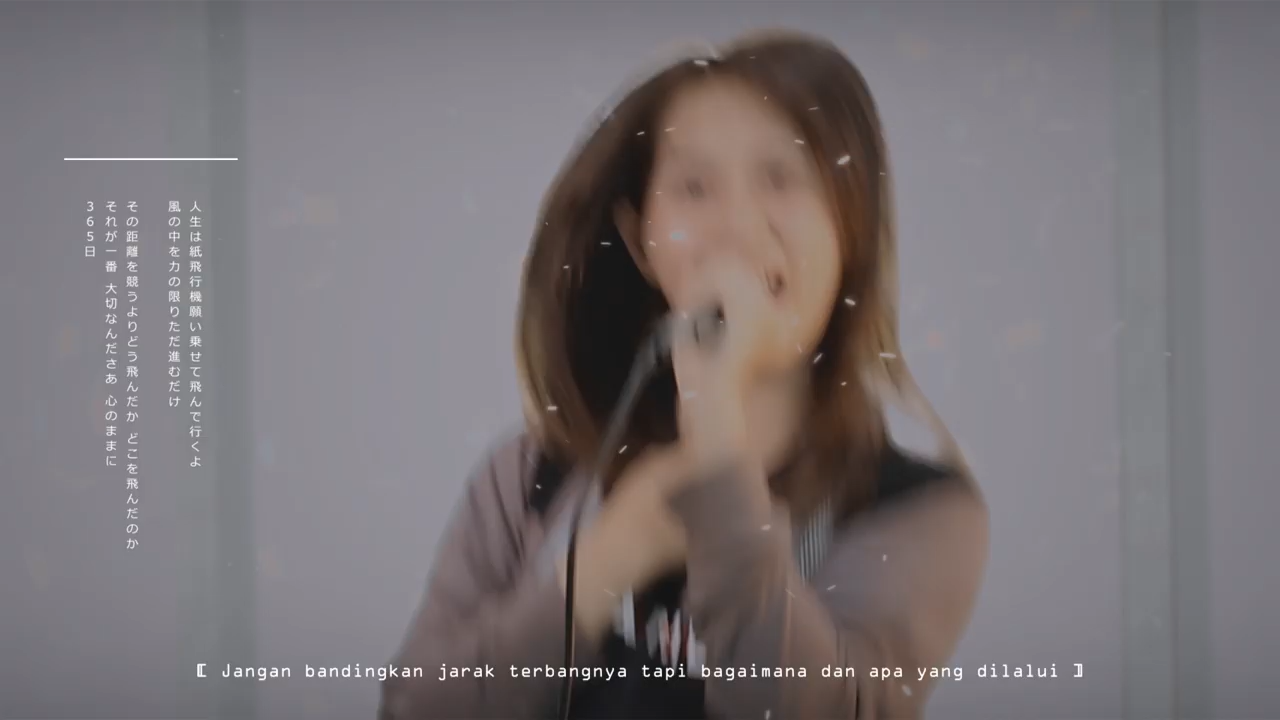 人生は紙飛行機願い乗せて飛んで行くよ
風の中を力の限りただ進むだけ
その距離を競うよりどう飛んだか どこを飛んだのか
それが一番 大切なんださあ 心のままに
365日
〖 Jangan bandingkan jarak terbangnya tapi bagaimana dan apa yang dilalui 〗